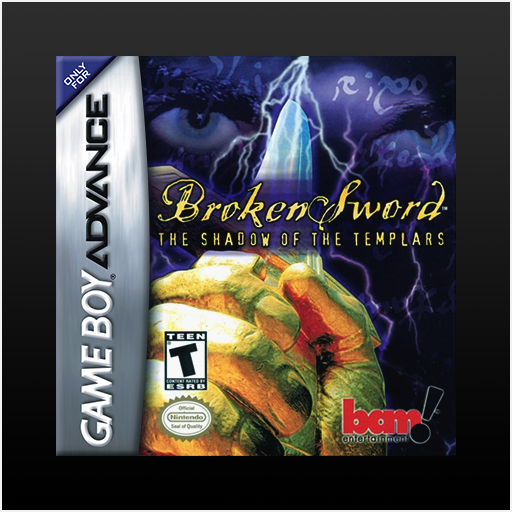 ONLY
FOR
GAME BOY ADVANCE
Broken Sword™
THE SHADOW OF THE TEMPLARS
TEEN
T
CONTENT RATED BY
ESRB
Official
Nintendo
Seal of Quality
bam!
entertainment